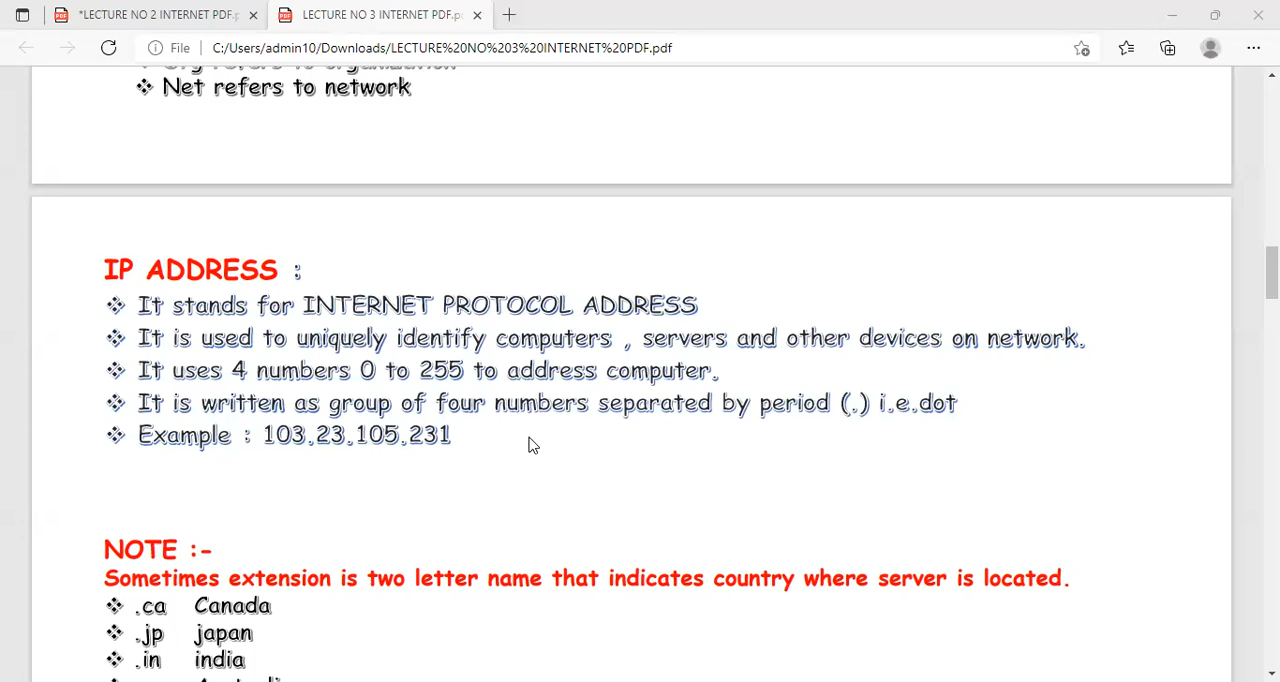 *LECTURE NO 2 INTERNET PDF.p
LECTURE NO 3 INTERNET PDF.pd
File C:/Users/admin10/Downloads/LECTURE%20NO%203%20INTERNET%20PDF.pdf
❖ Net refers to network
IP ADDRESS :
❖ It stands for INTERNET PROTOCOL ADDRESS
❖ It is used to uniquely identify computers , servers and other devices on network.
❖ It uses 4 numbers 0 to 255 to address computer.
❖ It is written as group of four numbers separated by period (.) i.e.dot
❖ Example : 103.23.105.231
NOTE :-
Sometimes extension is two letter name that indicates country where server is located.
❖ .ca Canada
❖ .jp japan
❖ .in india